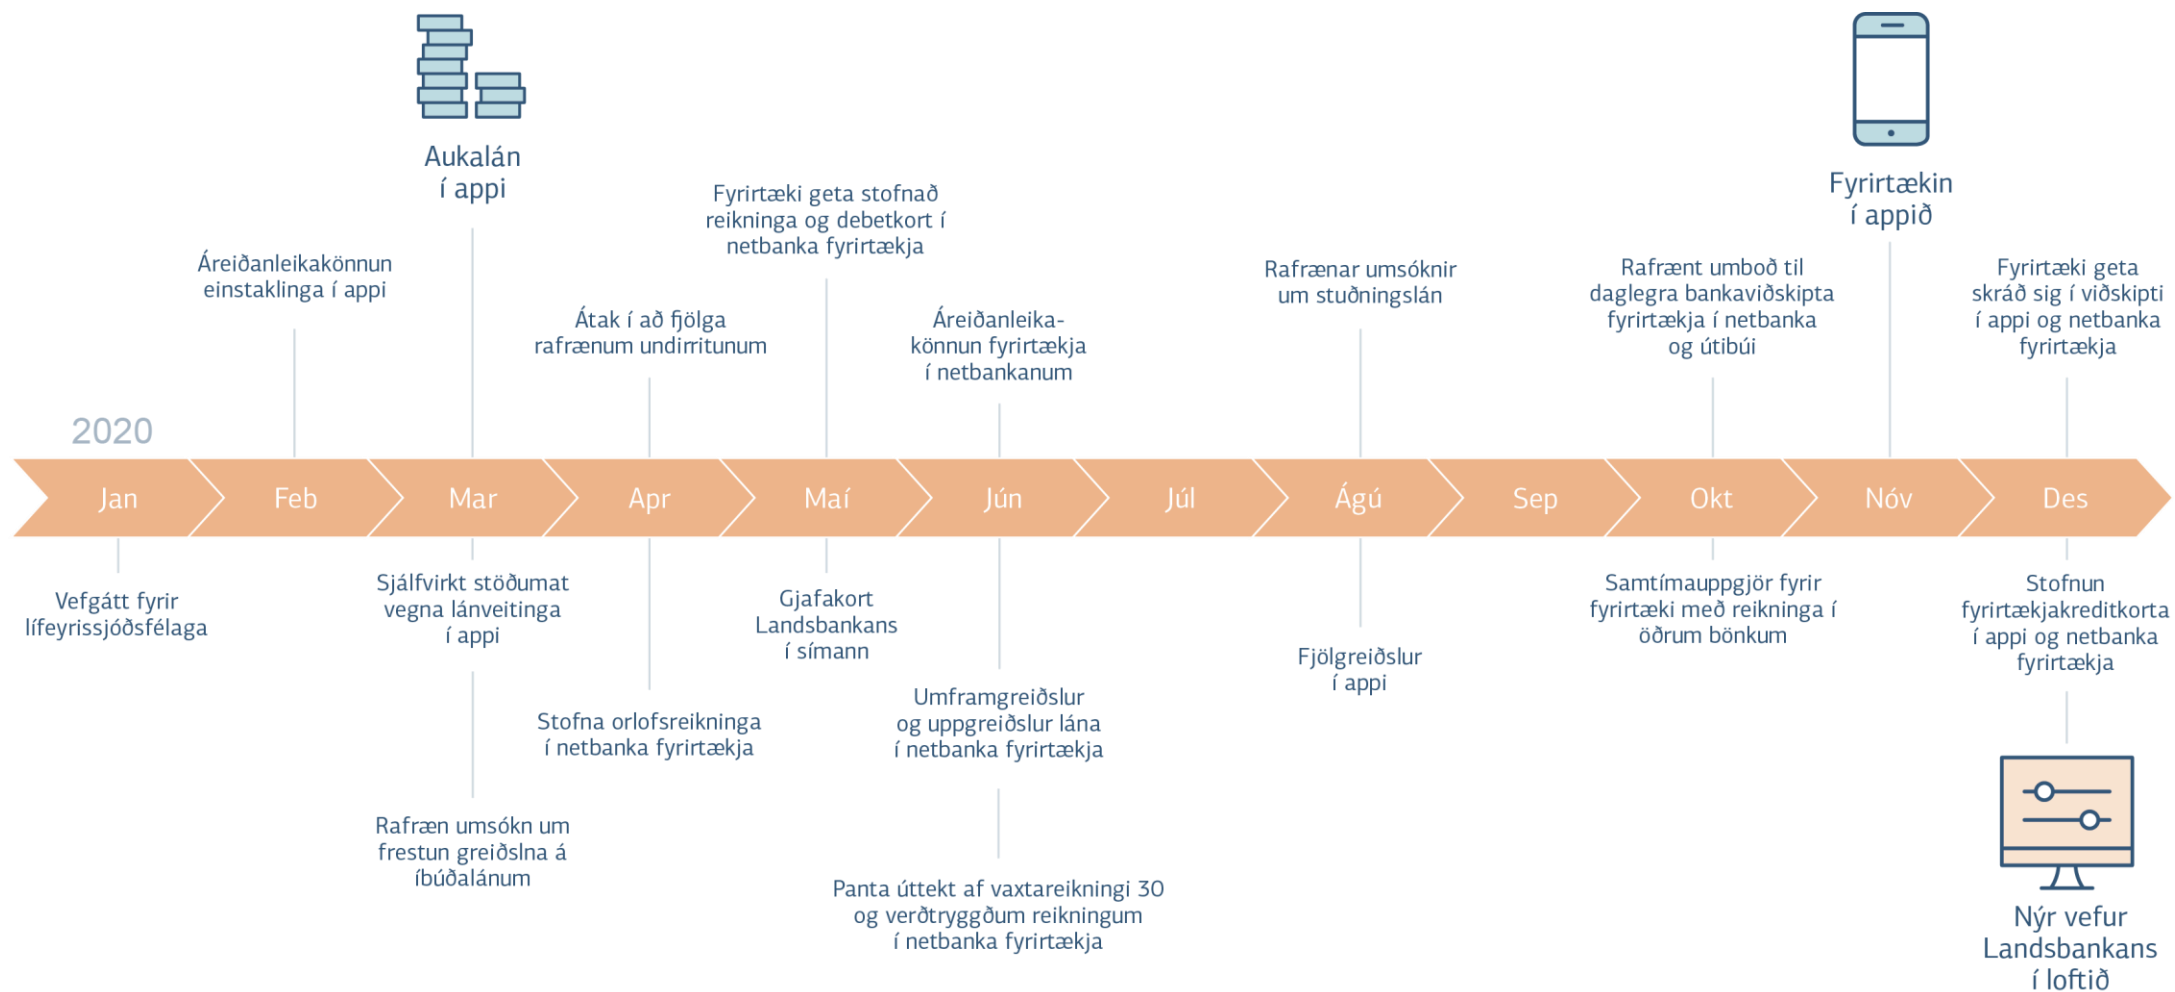 Aukalán
í appi
Fyrirtækin
í appið
Fyrirtæki geta stofnað
reikninga og debetkort í
netbanka fyrirtækja
Áreiðanleikakönnun
einstaklinga í appi
Átak í að fjölga
rafrænum undirritunum
Áreiðanleika-
könnun fyrirtækja
í netbankanum
Rafrænar umsóknir
um stuðningslán
Rafrænt umboð til
daglegra bankaviðskipta
fyrirtækja í netbanka
og útibúi
Fyrirtæki geta
skráð sig í viðskipti
í appi og netbanka
fyrirtækja
2020
Jan
Feb
Mar
Apr
Maí
Jún
Júl
Ágú
Sep
Okt
Nóv
Des
Vefgátt fyrir
lífeyrissjóðsfélaga
Sjálfvirkt stöðumat
vegna lánveitinga
í appi
Rafræn umsókn um
frestun greiðslna á
íbúðalánum
Stofna orlofsreikninga
í netbanka fyrirtækja
Gjafakort
Landsbankans
í símann
Umframgreiðslur
og uppgreiðslur lána
í netbanka fyrirtækja
Panta úttekt af vaxtareikningi 30
og verðtryggðum reikningum
í netbanka fyrirtækja
Fjölgreiðslur
í appi
Samtímauppgjör fyrir
fyrirtæki með reikninga í
öðrum bönkum
Stofnun
fyrirtækjakreditkorta
í appi og netbanka
fyrirtækja
Nýr vefur
Landsbankans
í loftið